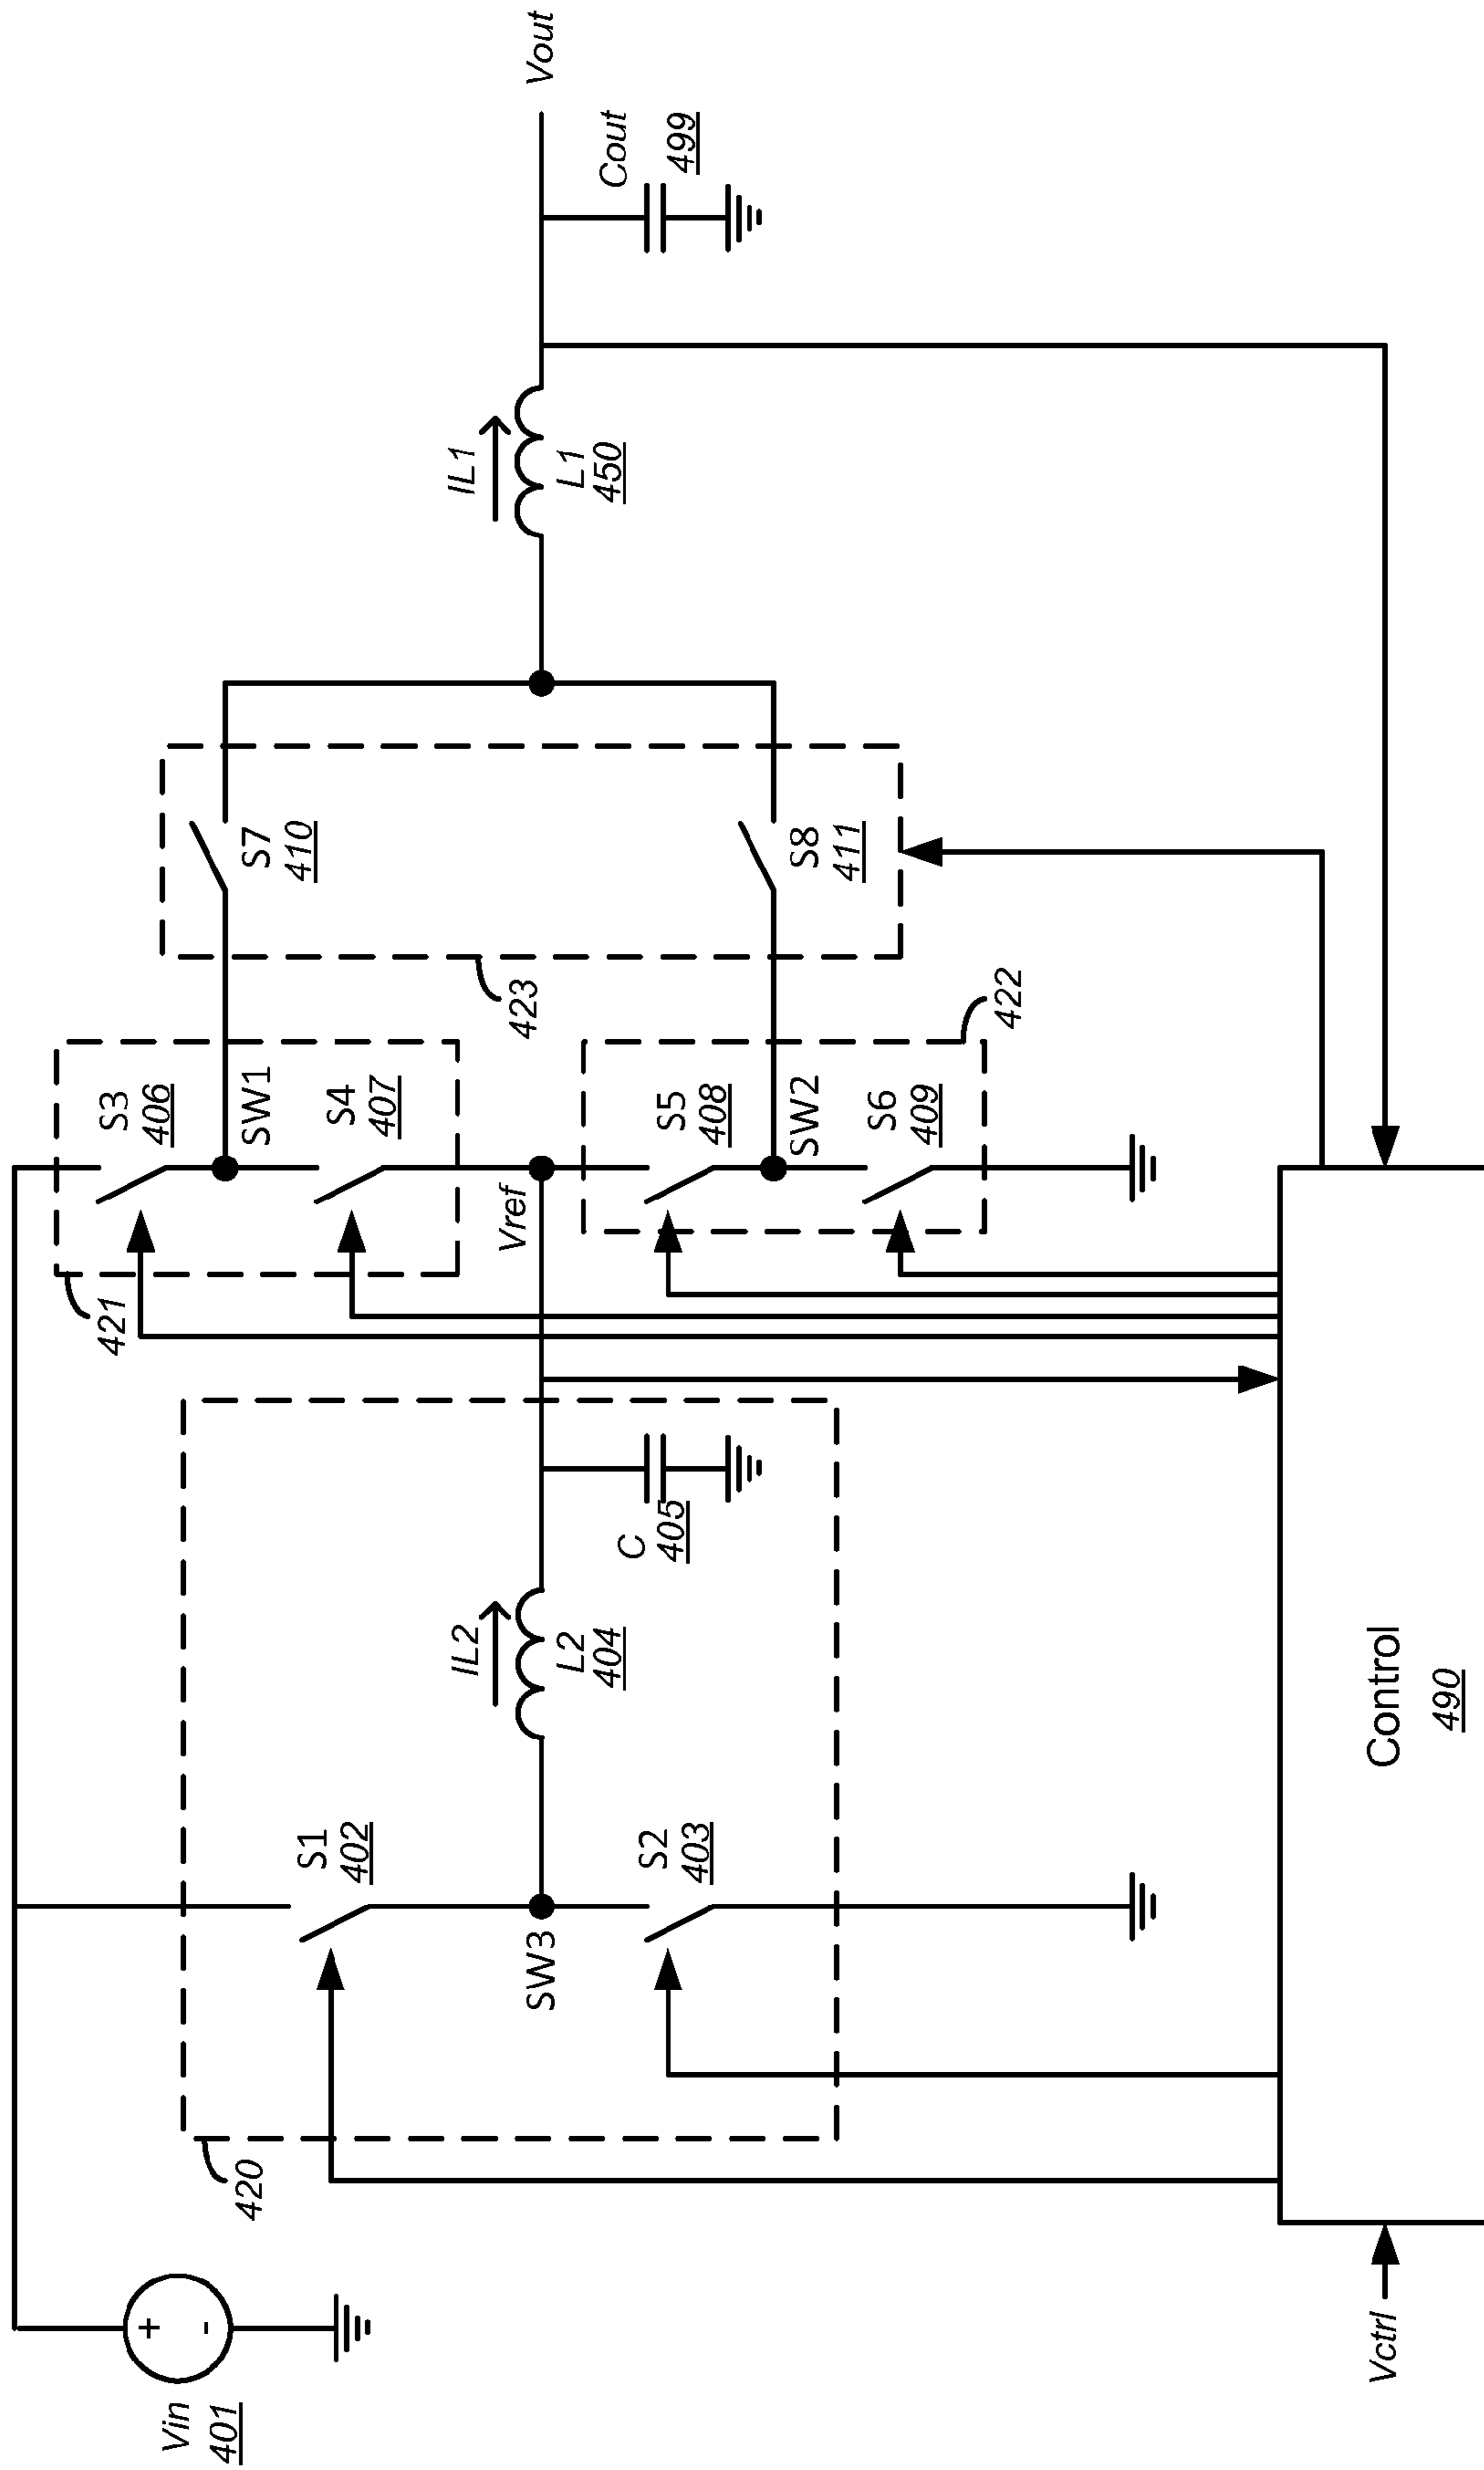 Vin
401
+
-
420
S1
402
SW3
S2
403
IL2
L2
404
C
405
421
S3
406
SW1
S4
407
Vref
S5
408
SW2
S6
409
422
423
S7
410
S8
411
IL1
L1
450
Cout
499
Vout
Vctrl
Control
490